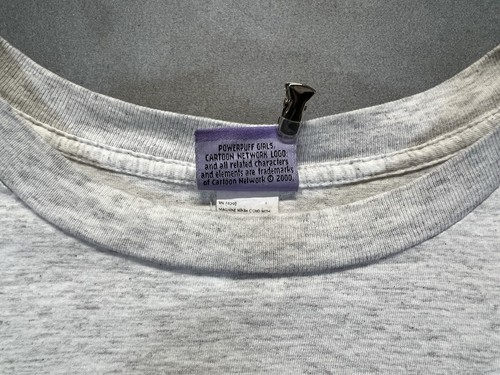 POWERPUFF GIRLS,
CARTOON NETWORK LOGO,
and all related characters
and elements are trademarks
of Cartoon Network © 2000.